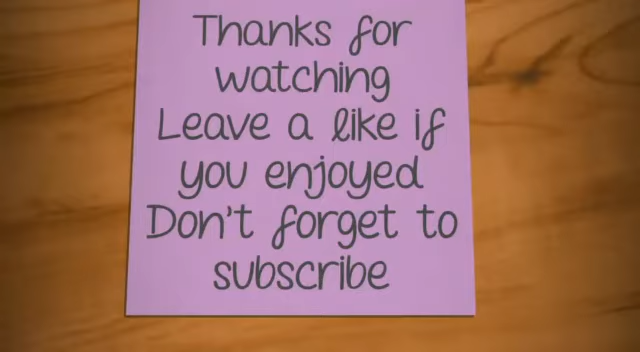 Thanks for
watching
Leave a like if
you enjoyed
Don't forget to
subscribe